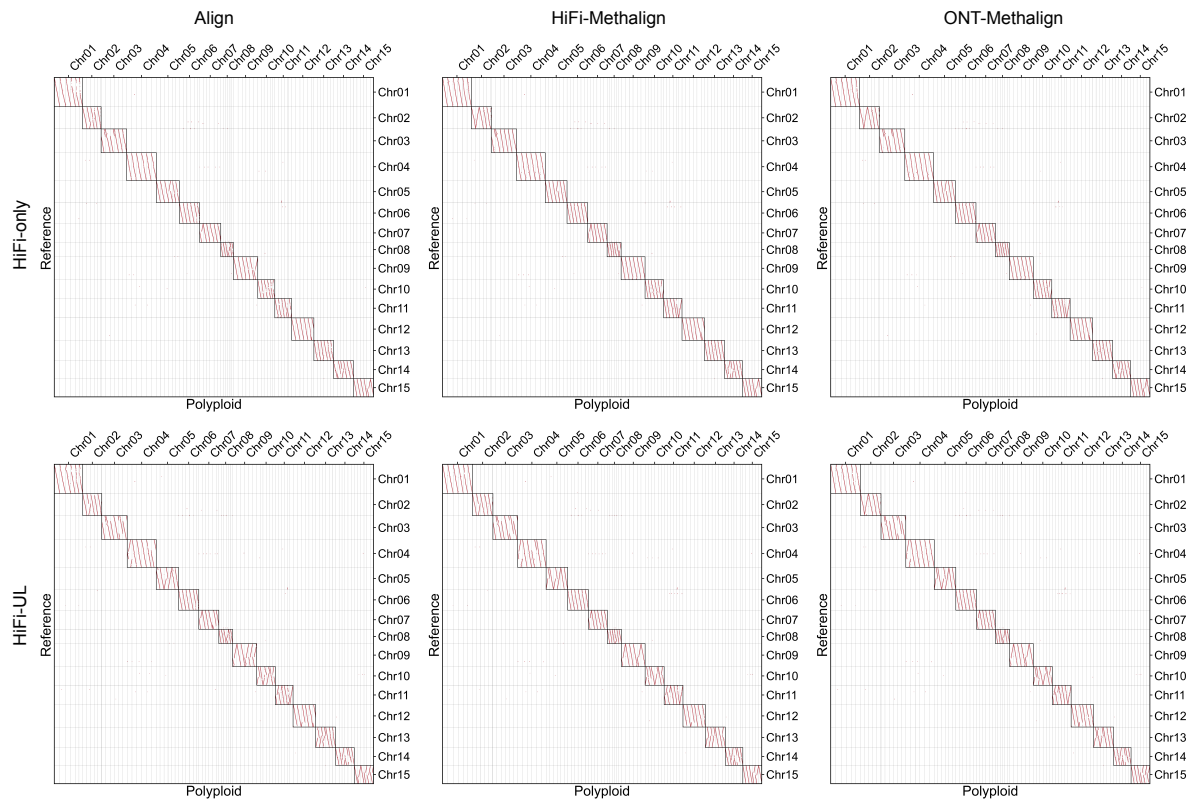 Align
HiFi-Methalign
ONT-Methalign
HiFi-only
Chr01 Chr02 Chr03 Chr04 Chr05 Chr06 Chr07 Chr08 Chr09 Chr10 Chr11 Chr12 Chr13 Chr14 Chr15
Reference
Chr01
Chr02
Chr03
Chr04
Chr05
Chr06
Chr07
Chr08
Chr09
Chr10
Chr11
Chr12
Chr13
Chr14
Chr15
Polyploid
Chr01 Chr02 Chr03 Chr04 Chr05 Chr06 Chr07 Chr08 Chr09 Chr10 Chr11 Chr12 Chr13 Chr14 Chr15
Reference
Chr01
Chr02
Chr03
Chr04
Chr05
Chr06
Chr07
Chr08
Chr09
Chr10
Chr11
Chr12
Chr13
Chr14
Chr15
Polyploid
Chr01 Chr02 Chr03 Chr04 Chr05 Chr06 Chr07 Chr08 Chr09 Chr10 Chr11 Chr12 Chr13 Chr14 Chr15
Reference
Chr01
Chr02
Chr03
Chr04
Chr05
Chr06
Chr07
Chr08
Chr09
Chr10
Chr11
Chr12
Chr13
Chr14
Chr15
Polyploid
HiFi-UL
Chr01 Chr02 Chr03 Chr04 Chr05 Chr06 Chr07 Chr08 Chr09 Chr10 Chr11 Chr12 Chr13 Chr14 Chr15
Reference
Chr01
Chr02
Chr03
Chr04
Chr05
Chr06
Chr07
Chr08
Chr09
Chr10
Chr11
Chr12
Chr13
Chr14
Chr15
Polyploid
Chr01 Chr02 Chr03 Chr04 Chr05 Chr06 Chr07 Chr08 Chr09 Chr10 Chr11 Chr12 Chr13 Chr14 Chr15
Reference
Chr01
Chr02
Chr03
Chr04
Chr05
Chr06
Chr07
Chr08
Chr09
Chr10
Chr11
Chr12
Chr13
Chr14
Chr15
Polyploid
Chr01 Chr02 Chr03 Chr04 Chr05 Chr06 Chr07 Chr08 Chr09 Chr10 Chr11 Chr12 Chr13 Chr14 Chr15
Reference
Chr01
Chr02
Chr03
Chr04
Chr05
Chr06
Chr07
Chr08
Chr09
Chr10
Chr11
Chr12
Chr13
Chr14
Chr15
Polyploid